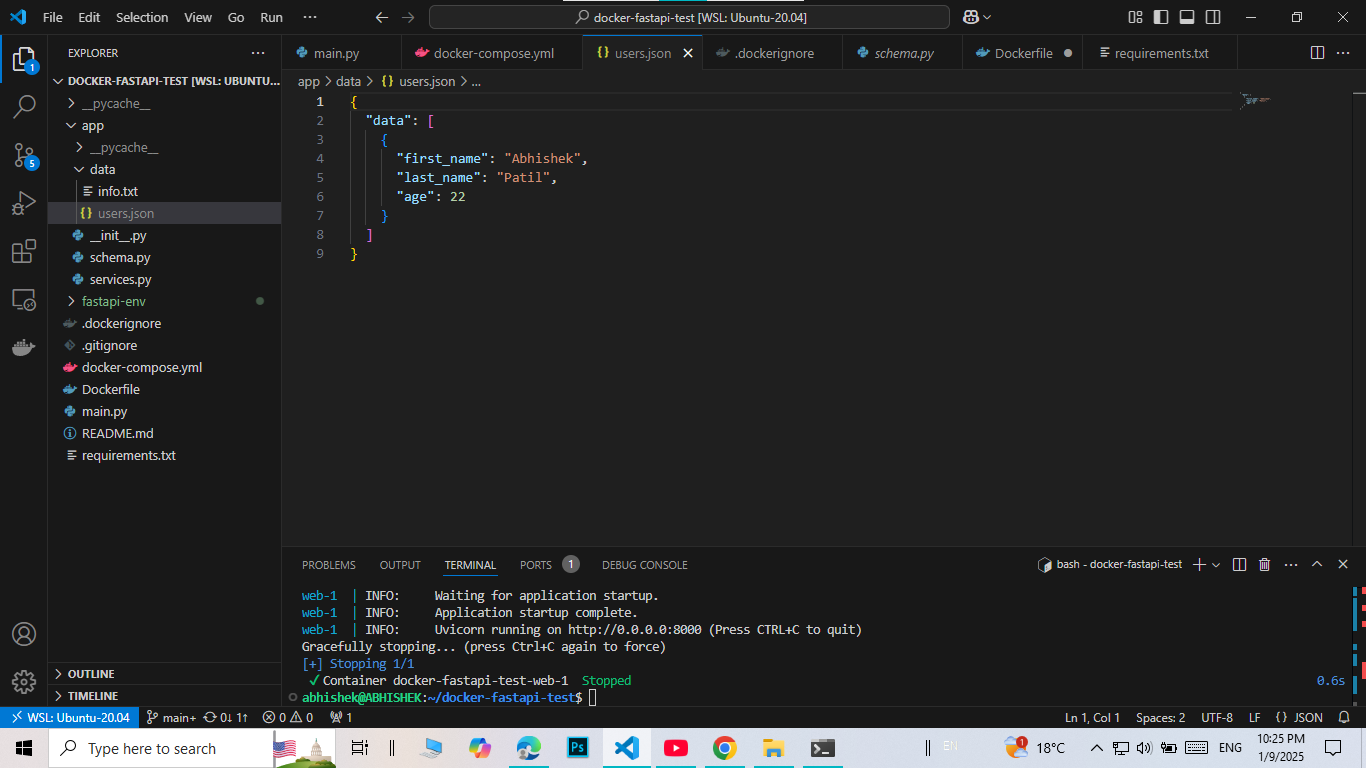 File Edit Selection View Go Run ··· docker-fastapi-test [WSL: Ubuntu-20.04]
EXPLORER ···
1
DOCKER-FASTAPI-TEST [WSL: UBUNTU...
__pycache__
app
__pycache__
data
info.txt
users.json
__init__.py
schema.py
services.py
fastapi-env
.dockerignore
.gitignore
docker-compose.yml
Dockerfile
main.py
README.md
requirements.txt
OUTLINE
TIMELINE
5
main.py docker-compose.yml users.json .dockerignore schema.py Dockerfile requirements.txt ···
app > data > {} users.json > ...
1 {
2 "data": [
3 {
4 "first_name": "Abhishek",
5 "last_name": "Patil",
6 "age": 22
7 }
8 ]
9 }
PROBLEMS OUTPUT TERMINAL PORTS 1 DEBUG CONSOLE bash - docker-fastapi-test
web-1 | INFO: Waiting for application startup.
web-1 | INFO: Application startup complete.
web-1 | INFO: Uvicorn running on http://0.0.0.0:8000 (Press CTRL+C to quit)
Gracefully stopping... (press Ctrl+C again to force)
[+] Stopping 1/1
✓ Container docker-fastapi-test-web-1 Stopped 0.6s
abhishek@ABHISHEK:~/docker-fastapi-test$
WSL: Ubuntu-20.04 main+ 0↓ 1↑ 0 0 1 Ln 1, Col 1 Spaces: 2 UTF-8 LF {} JSON
Type here to search Ps 1 18°C ENG 10:25 PM
EN
1/9/2025